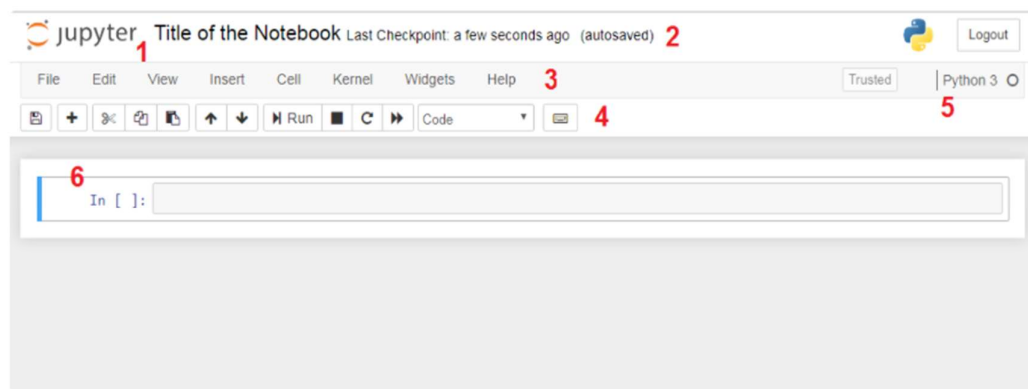 jupyter Title of the Notebook Last Checkpoint: a few seconds ago (autosaved) 2 Logout
1
File Edit View Insert Cell Kernel Widgets Help 3 Trusted Python 3
Run Code 4 5
6
In [ ]: